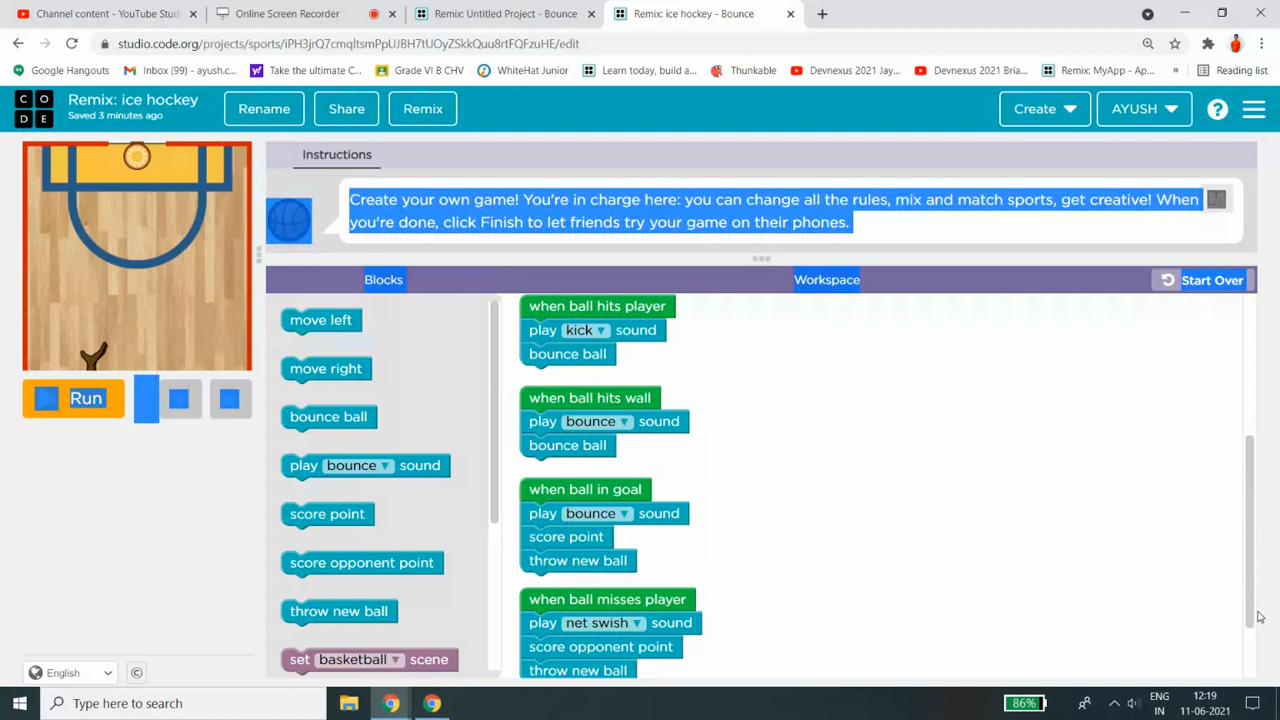 Channel content - YouTube Stud
Online Screen Recorder
Remix: Untitled Project - Bounce
Remix: ice hockey - Bounce
studio.code.org/projects/sports/iPH3jrQ7cmqltsmPpUJBH7tUOyZSkkQuu8rtFQFzuHE/edit
Google Hangouts
Inbox (99) - ayush.c...
Take the ultimate C...
Grade VI B CHV
WhiteHat Junior
Learn today, build a...
Thunkable
Devnexus 2021 Jay...
Devnexus 2021 Bria...
Remix: MyApp - Ap...
»
Reading list
C O
D E
Remix: ice hockey
Saved 3 minutes ago
Rename
Share
Remix
Create
AYUSH
?
Instructions
Create your own game! You're in charge here: you can change all the rules, mix and match sports, get creative! When
you're done, click Finish to let friends try your game on their phones.
Blocks
Workspace
Start Over
Run
move left
move right
bounce ball
play bounce sound
score point
score opponent point
throw new ball
set basketball scene
when ball hits player
play kick sound
bounce ball
when ball hits wall
play bounce sound
bounce ball
when ball in goal
play bounce sound
score point
throw new ball
when ball misses player
play net swish sound
score opponent point
throw new ball
English
©
Type here to search
86%
ENG
IN
12:19
11-06-2021